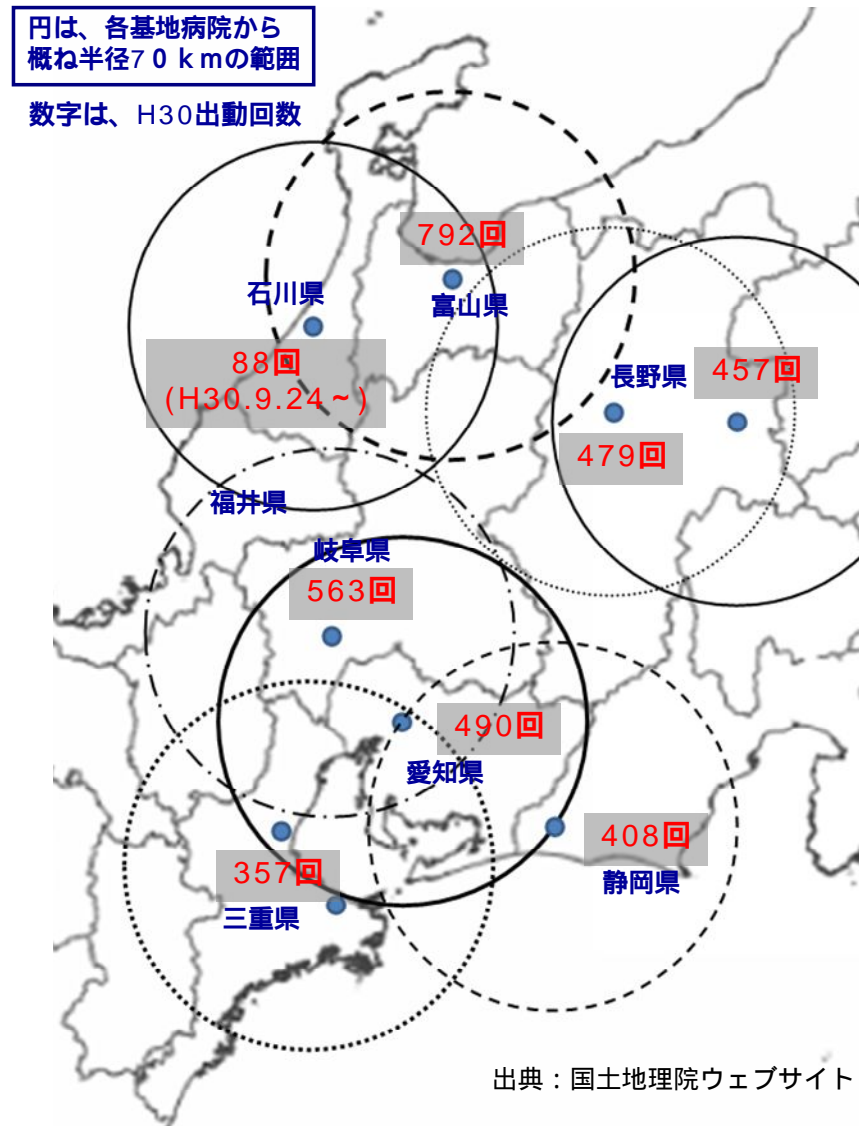 円は、各基地病院から
概ね半径70kmの範囲
数字は、H30出動回数
792回
石川県
富山県
88回
(H30.9.24~)
長野県
457回
479回
福井県
岐阜県
563回
490回
愛知県
408回
357回
静岡県
三重県
出典：国土地理院ウェブサイト